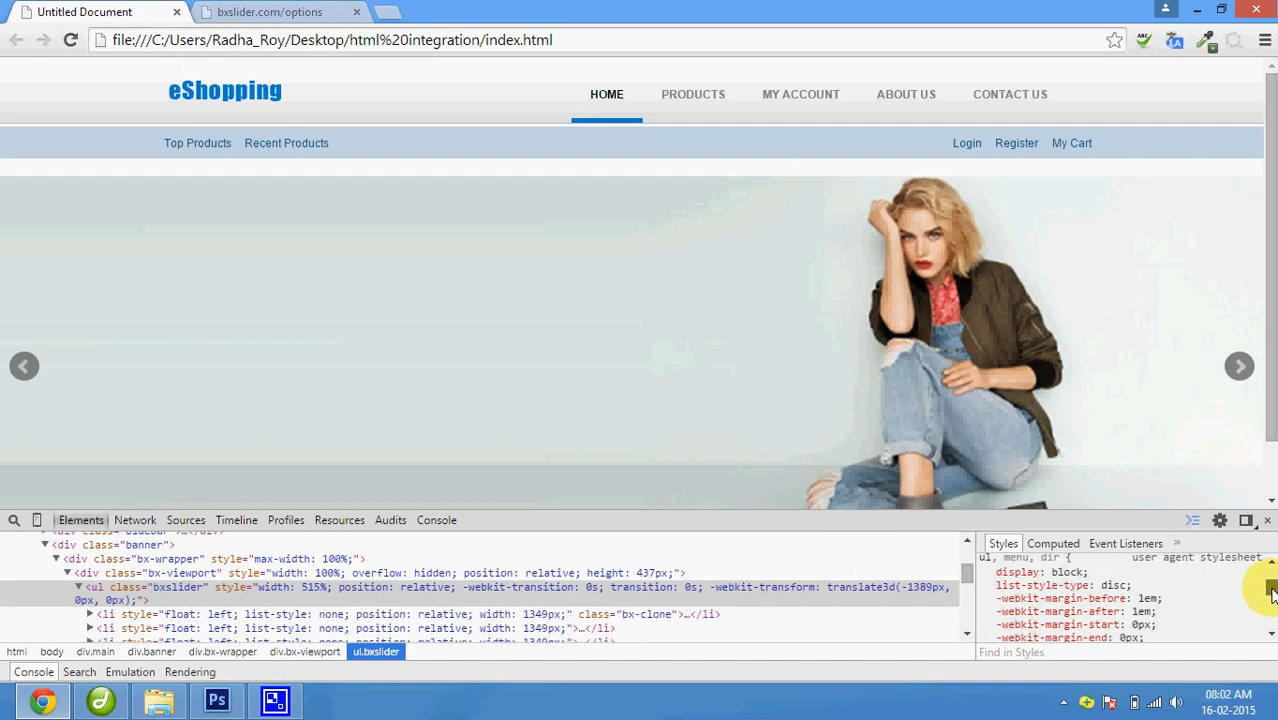 Untitled Document
bxslider.com/options
file:///C:/Users/Radha_Roy/Desktop/html%20integration/index.html
ABC
eShopping
HOME PRODUCTS MY ACCOUNT ABOUT US CONTACT US
Top Products Recent Products Login Register My Cart
Elements Network Sources Timeline Profiles Resources Audits Console
<div class="banner">
<div class="bx-wrapper" style="max-width: 100%;">
<div class="bx-viewport" style="width: 100%; overflow: hidden; position: relative; height: 437px;">
<ul class="bxslider" style="width: 515%; position: relative; -webkit-transition: 0s; transition: 0s; -webkit-transform: translate3d(-1389px,
0px, 0px);">
<li style="float: left; list-style: none; position: relative; width: 1349px;" class="bx-clone">…</li>
<li style="float: left; list-style: none; position: relative; width: 1349px;">…</li>
html body div.main div.banner div.bx-wrapper div.bx-viewport ul.bxslider
Styles Computed Event Listeners »
ul, menu, dir { user agent stylesheet
display: block;
list-style-type: disc;
-webkit-margin-before: 1em;
-webkit-margin-after: 1em;
-webkit-margin-start: 0px;
-webkit-margin-end: 0px;
Find in Styles
Console Search Emulation Rendering
Ps
08:02 AM
16-02-2015